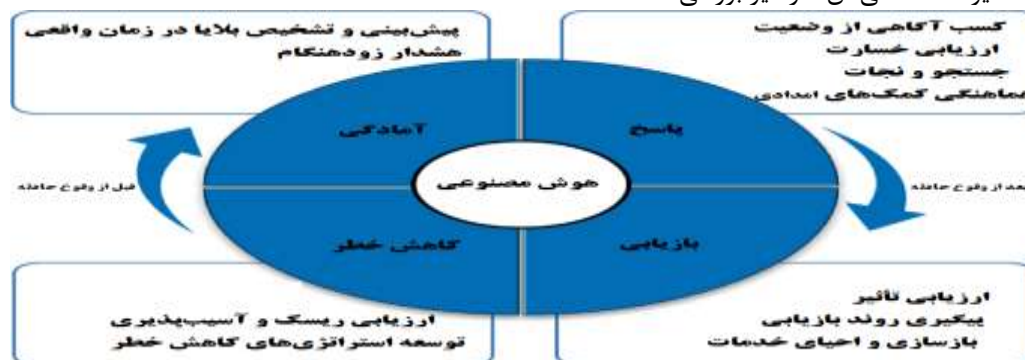 کسب آگاهی از وضعیت
ارزیابی خسارت
جستجو و نجات
هماهنگی کمک‌های امدادی
پیش‌بینی و تشخیص بلایا در زمان واقعی
هشدار زودهنگام
پاسخ
آمادگی
هوش مصنوعی
بعد از وقوع حادثه
قبل از وقوع حادثه
بازیابی
کاهش خطر
ارزیابی تأثیر
پیگیری روند بازیابی
بازسازی و احیای خدمات
ارزیابی ریسک و آسیب‌پذیری
توسعه استراتژی‌های کاهش خطر